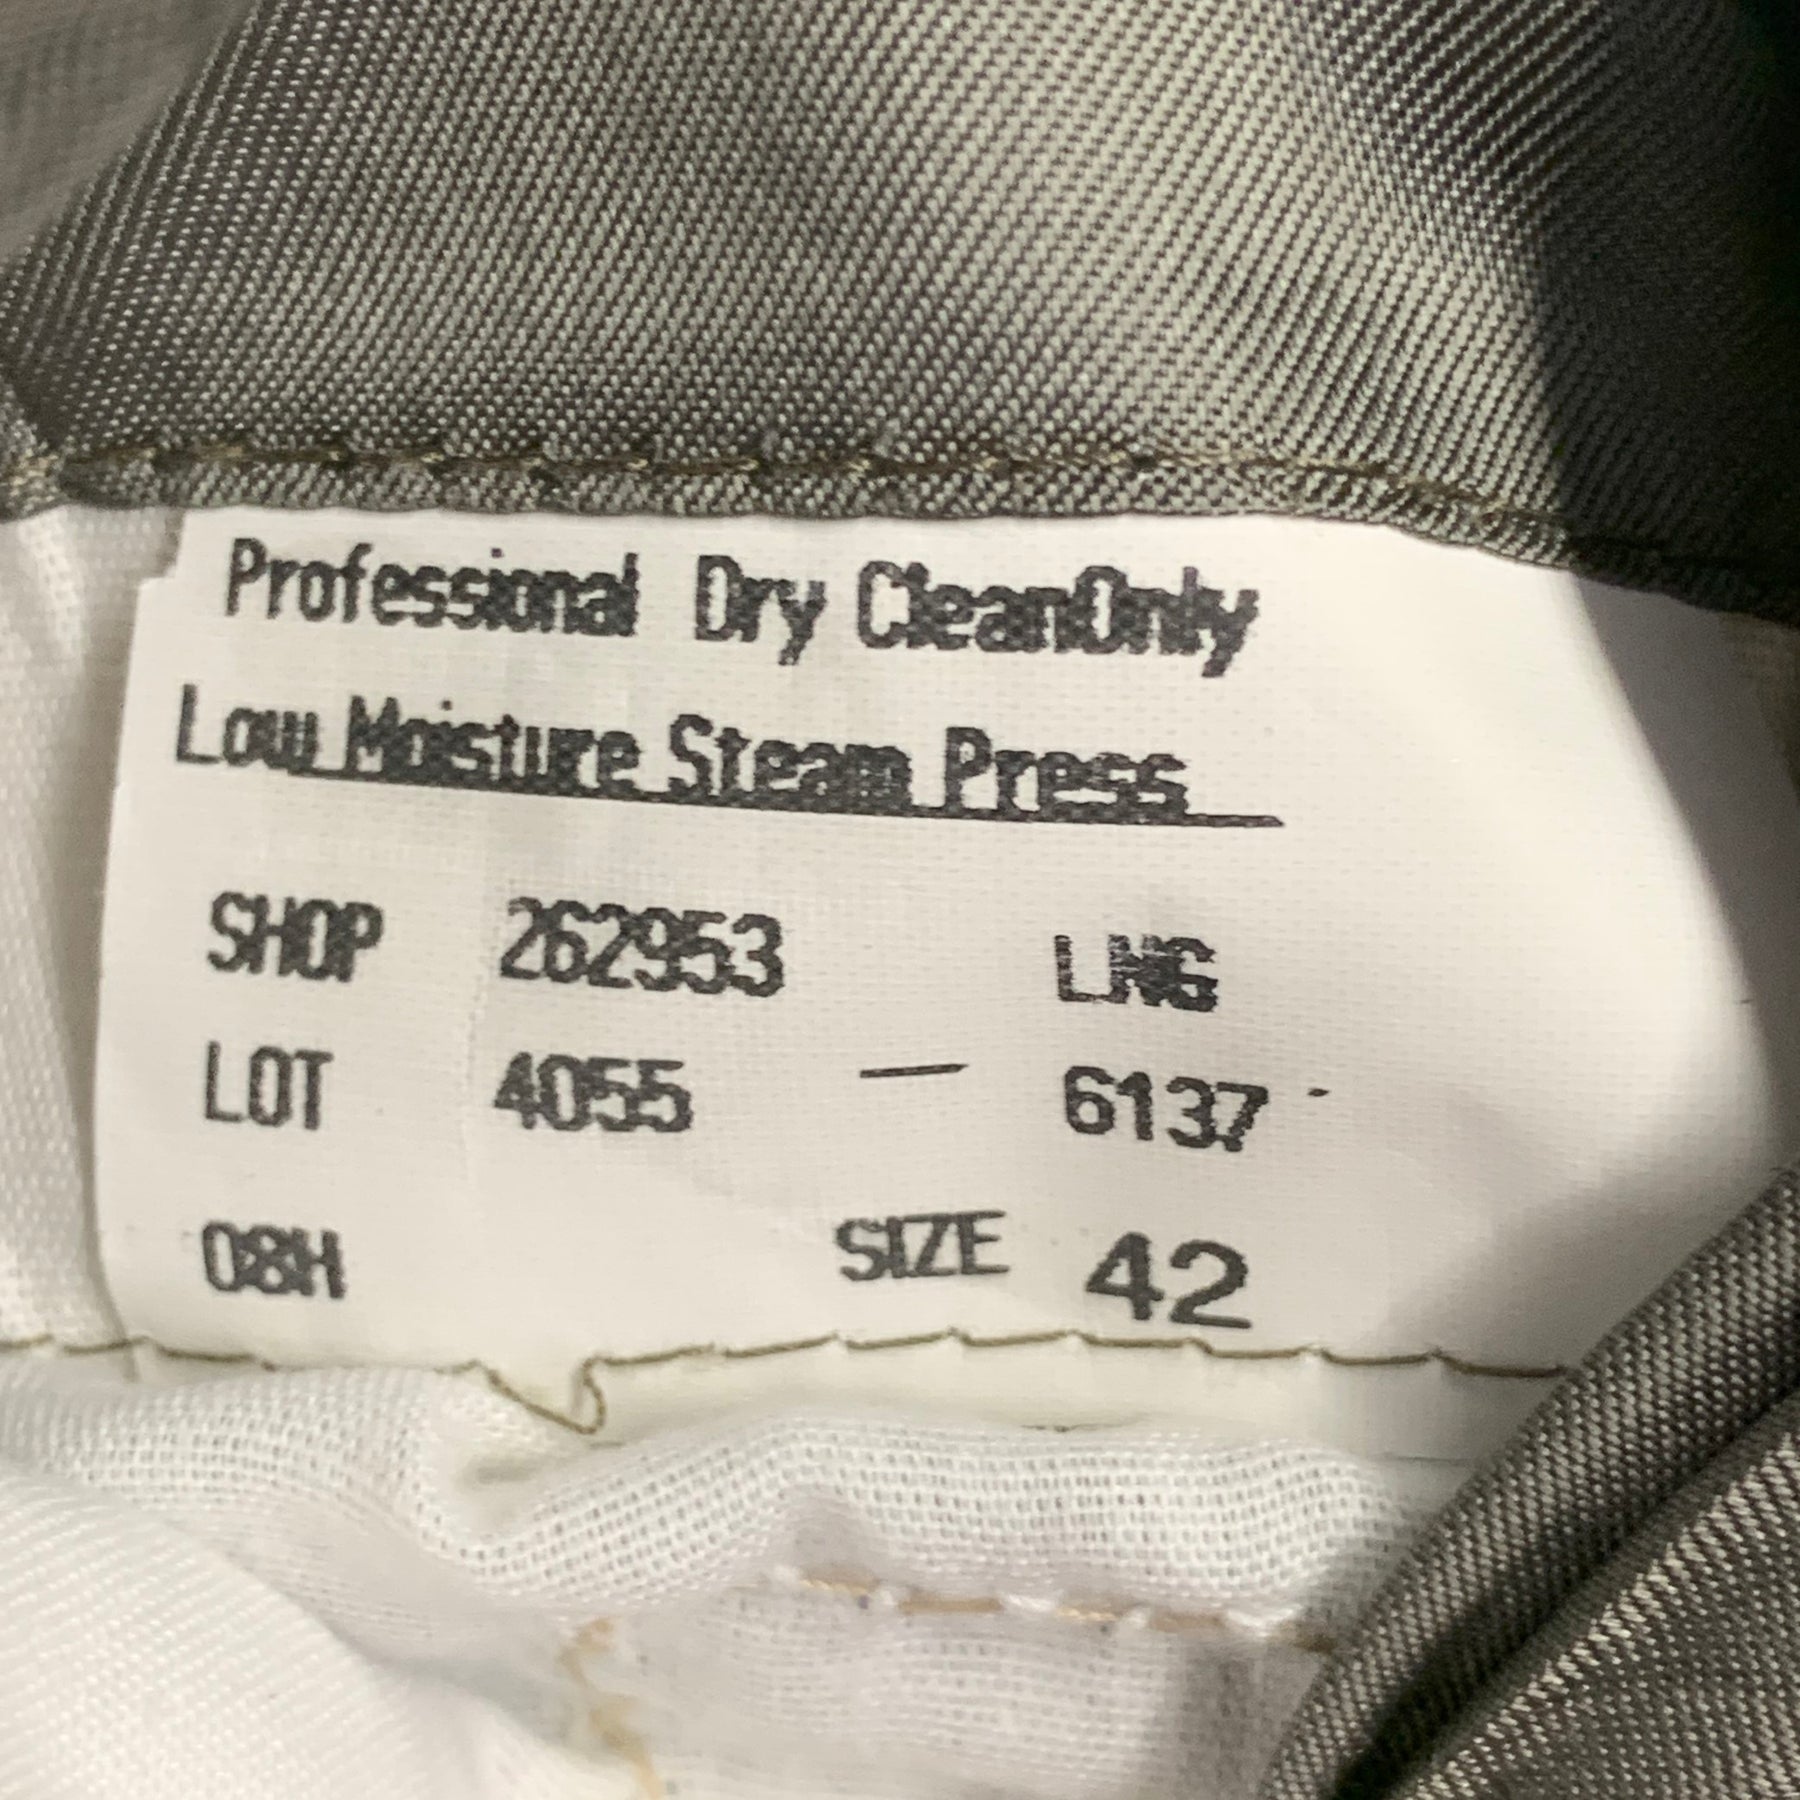 Professional Dry CleanOnly
Low Moisture Steam Press
SHOP 262953 LNG
LOT 4055 — 6137
08H SIZE 42